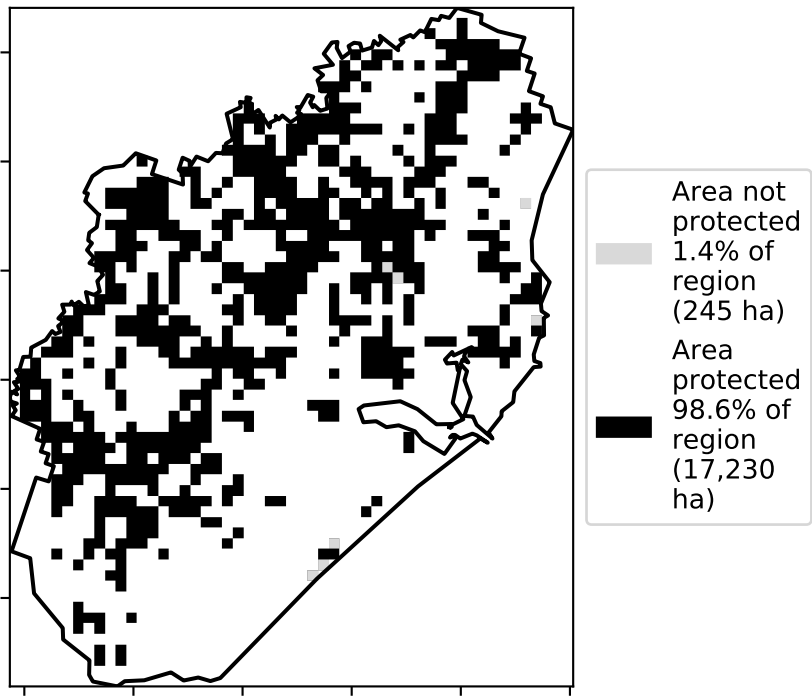 Area not
protected
1.4% of
region
(245 ha)
Area
protected
98.6% of
region
(17,230
ha)